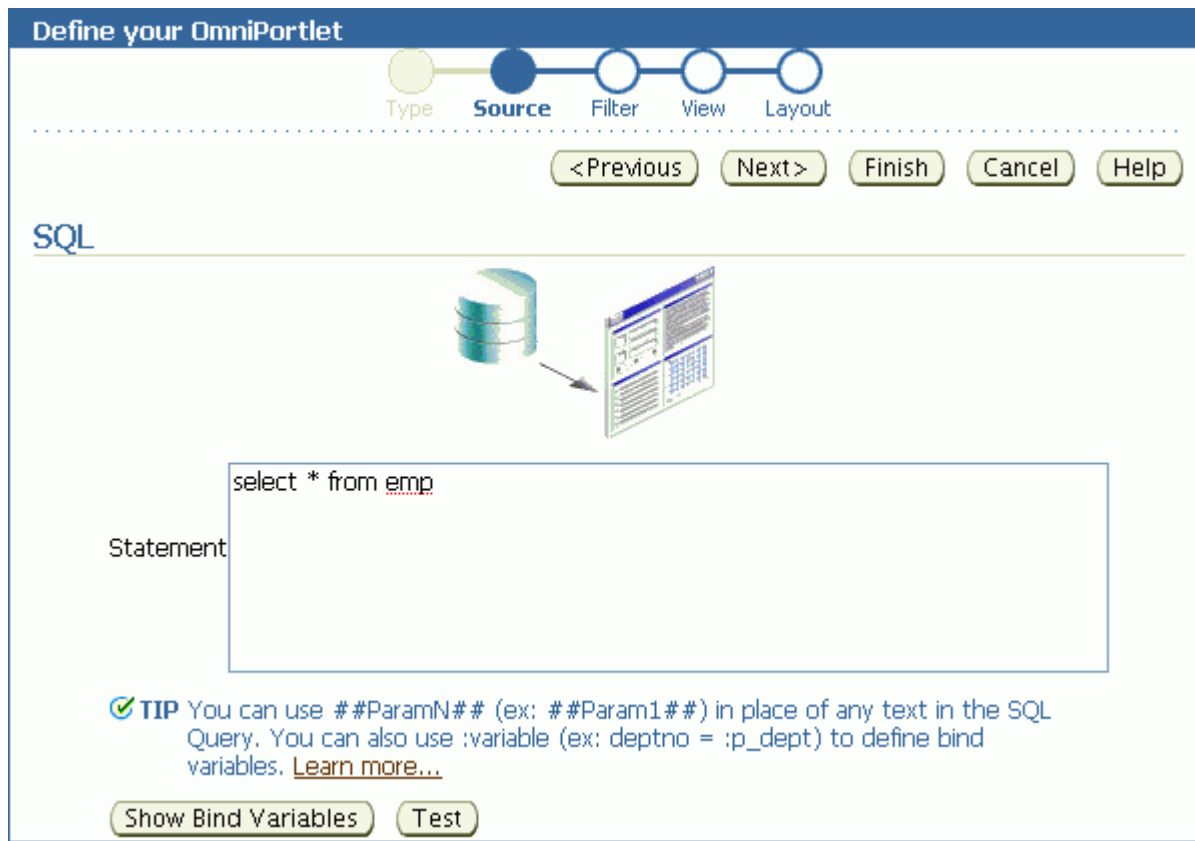 Define your OmniPortlet
Type Source Filter View Layout
<Previous Next> Finish Cancel Help
SQL
select * from emp
Statement
TIP You can use ##ParamN## (ex: ##Param1##) in place of any text in the SQL
Query. You can also use :variable (ex: deptno = :p_dept) to define bind
variables. Learn more...
Show Bind Variables Test